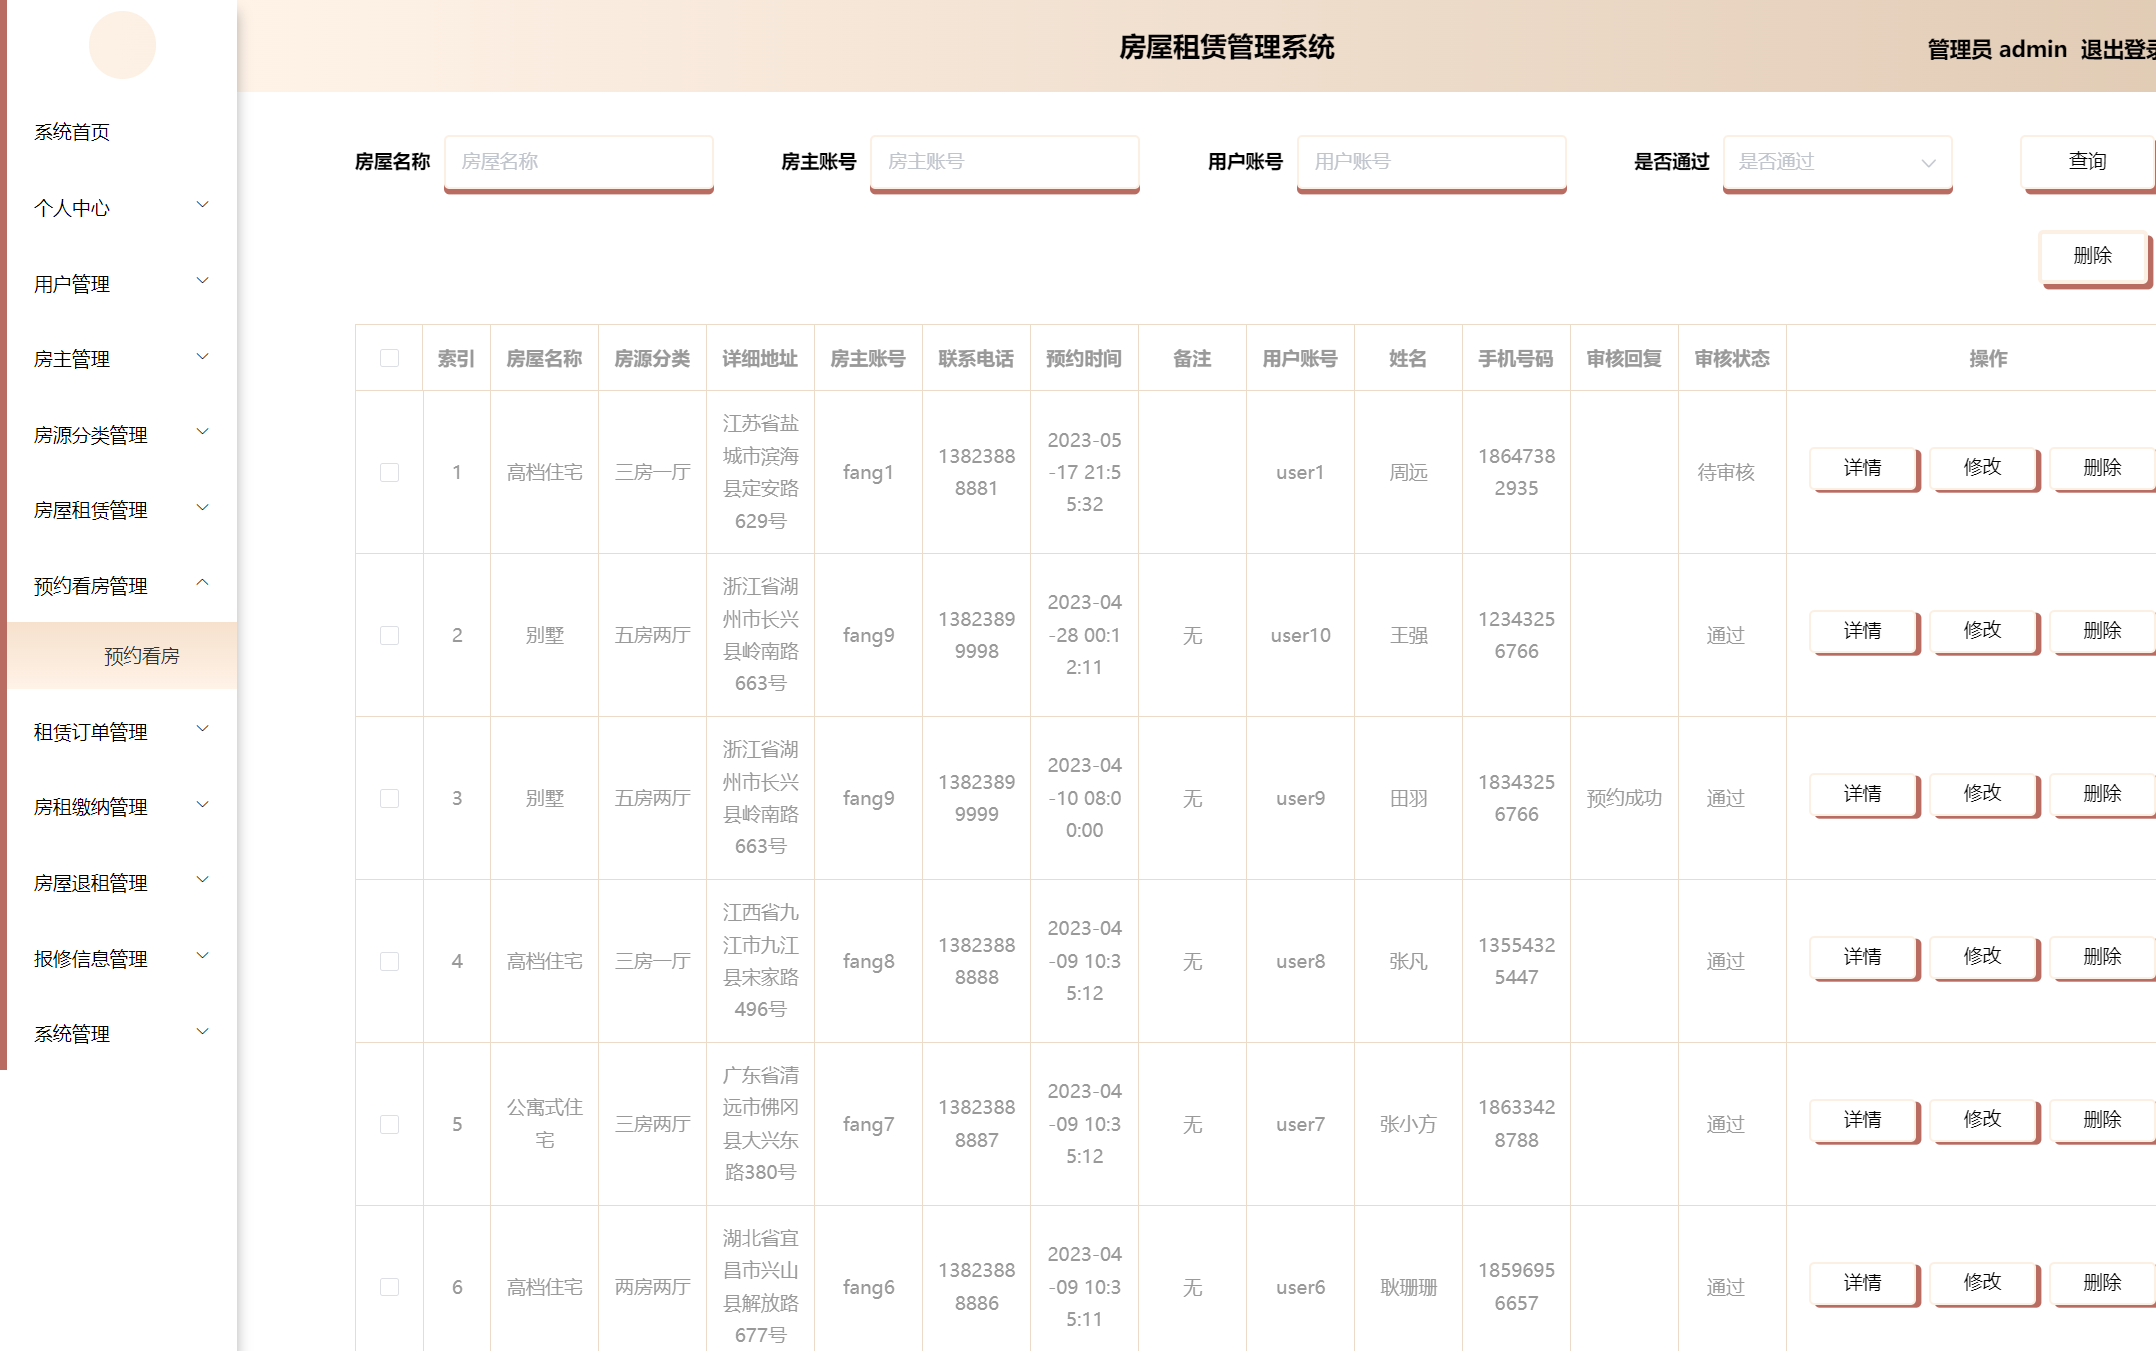 房屋租赁管理系统
管理员 admin 退出登录
系统首页
个人中心
用户管理
房主管理
房源分类管理
房屋租赁管理
预约看房管理
预约看房
租赁订单管理
房租缴纳管理
房屋退租管理
报修信息管理
系统管理
房屋名称 房屋名称 房主账号 房主账号 用户账号 用户账号 是否通过 是否通过 查询
删除
索引 房屋名称 房源分类 详细地址 房主账号 联系电话 预约时间 备注 用户账号 姓名 手机号码 审核回复 审核状态 操作
1 高档住宅 三房一厅 江苏省盐城市滨海县定安路629号 fang1 13823888881 2023-05-17 21:55:32 user1 周远 18647382935 待审核 详情 修改 删除
2 别墅 五房两厅 浙江省湖州市长兴县岭南路663号 fang9 13823899998 2023-04-28 00:12:11 无 user10 王强 12343256766 通过 详情 修改 删除
3 别墅 五房两厅 浙江省湖州市长兴县岭南路663号 fang9 13823899999 2023-04-10 08:00:00 无 user9 田羽 18343256766 预约成功 通过 详情 修改 删除
4 高档住宅 三房一厅 江西省九江市九江县宋家路496号 fang8 13823888888 2023-04-09 10:35:12 无 user8 张凡 13554325447 通过 详情 修改 删除
5 公寓式住宅 三房两厅 广东省清远市佛冈县大兴东路380号 fang7 13823888887 2023-04-09 10:35:12 无 user7 张小方 18633428788 通过 详情 修改 删除
6 高档住宅 两房两厅 湖北省宜昌市兴山县解放路677号 fang6 13823888886 2023-04-09 10:35:11 无 user6 耿珊珊 18596956657 通过 详情 修改 删除